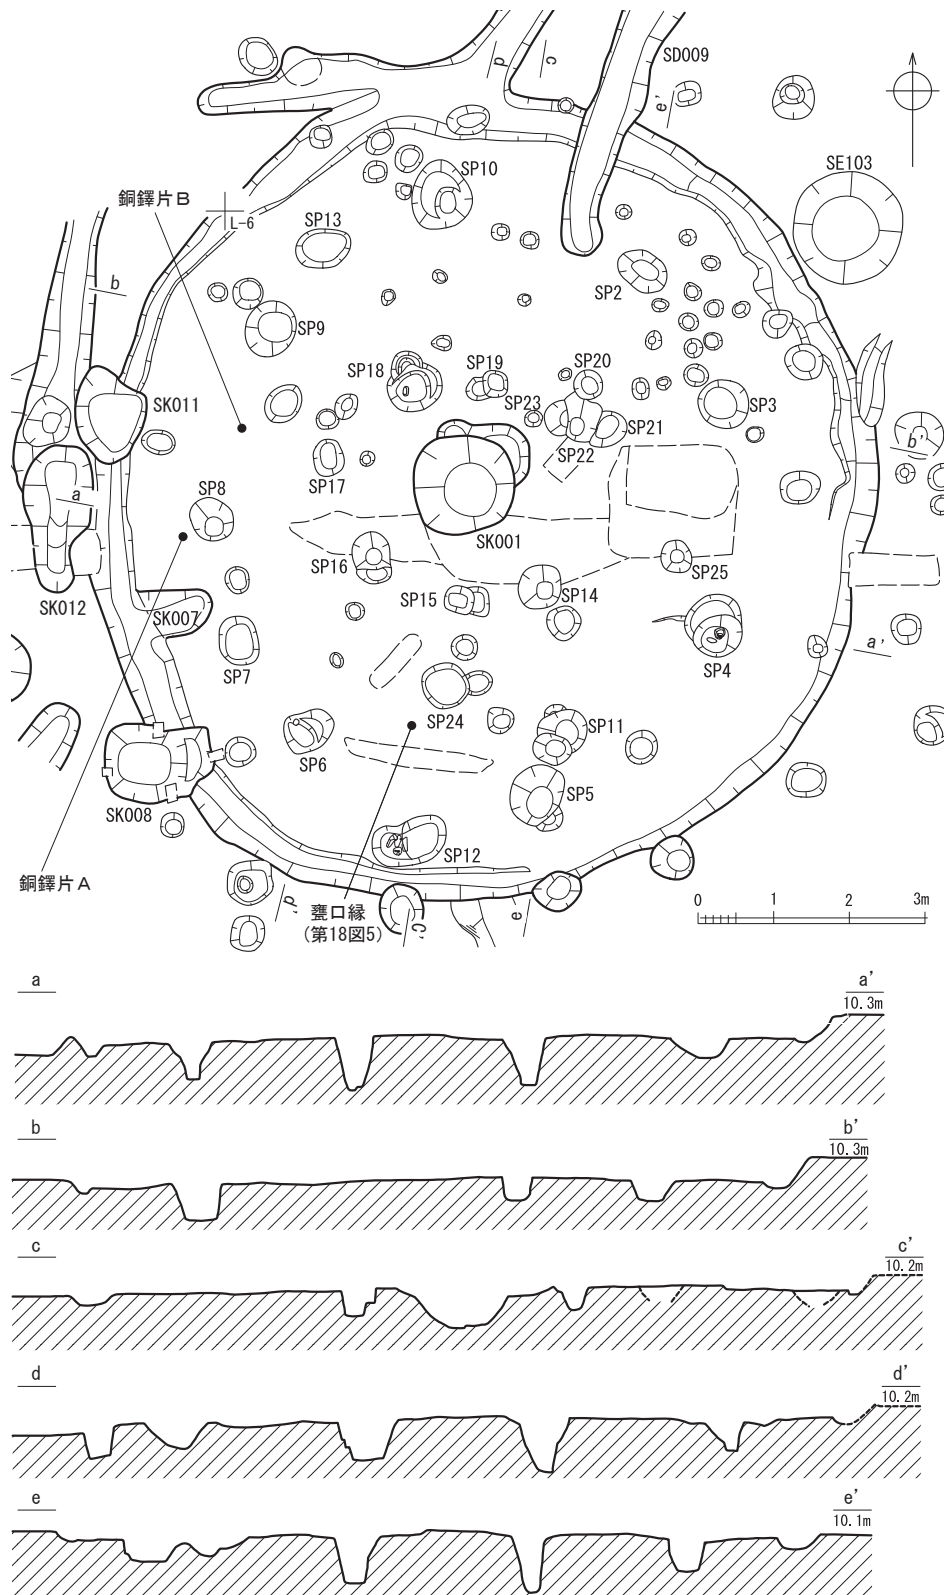 d
c
SD009
e'
SE103
SP10
銅鐸片B
L-6
SP13
SP2
b
SP9
SP18
SP19
SP20
SP23
SP3
SK011
SP21
SP22
b'
SP17
a
SP8
SK001
SP16
SP25
SK012
SK007
SP15
SP14
a'
SP7
SP4
SP24
SP11
SP6
SP5
SK008
SP12
銅鐸片A
d'
甕口縁
(第18図5)
C'
e
0 1 2 3m
a a'
10.3m
b b'
10.3m
c c'
10.2m
d d'
10.2m
e e'
10.1m